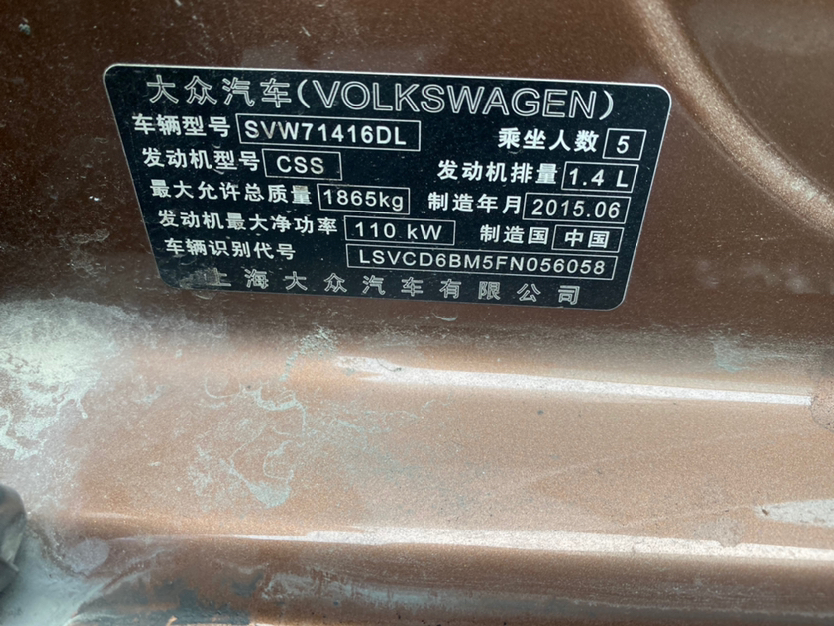 大众汽车(VOLKSWAGEN)
车辆型号 SVW71416DL 乘坐人数 5
发动机型号 CSS 发动机排量 1.4 L
最大允许总质量 1865kg 制造年月 2015.06
发动机最大净功率 110 kW 制造国 中国
车辆识别代号 LSVCD6BM5FN056058
上海大众汽车有限公司